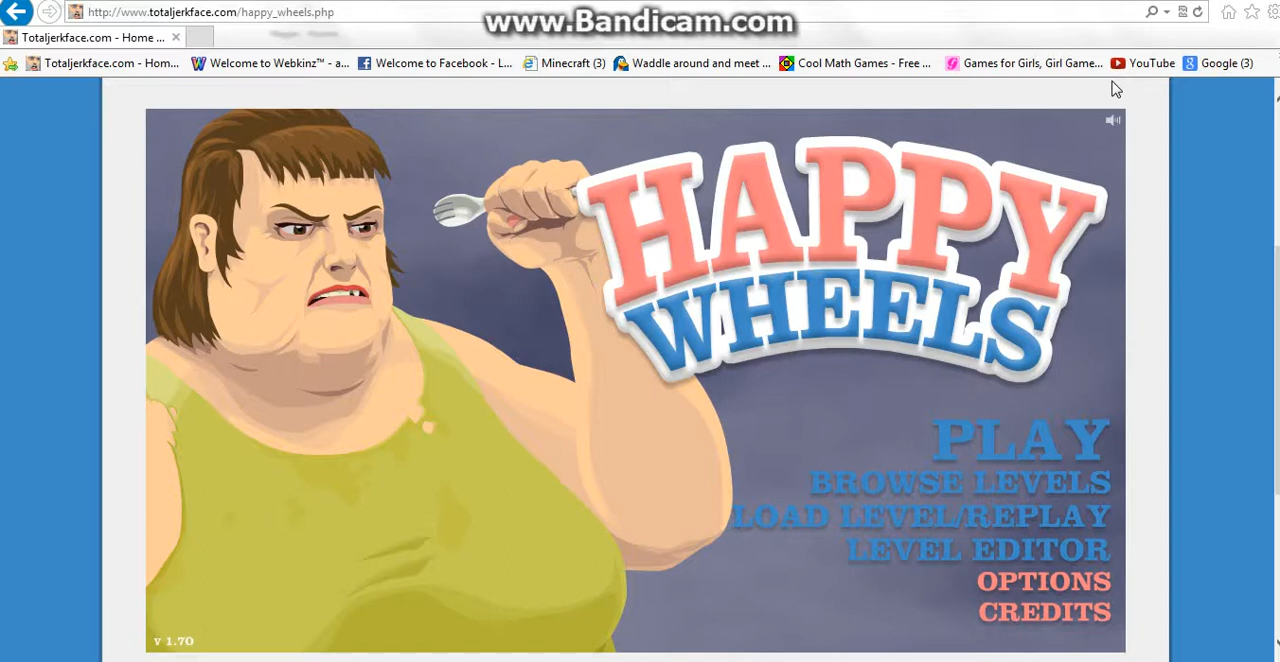 www.Bandicam.com
http://www.totaljerkface.com/happy_wheels.php
Totaljerkface.com - Home ...
Totaljerkface.com - Hom... Welcome to Webkinz™ - a... Welcome to Facebook - L... Minecraft (3) Waddle around and meet ... Cool Math Games - Free ... Games for Girls, Girl Game... YouTube Google (3)
HAPPY
WHEELS
PLAY
BROWSE LEVELS
LOAD LEVEL/REPLAY
LEVEL EDITOR
OPTIONS
CREDITS
v 1.70